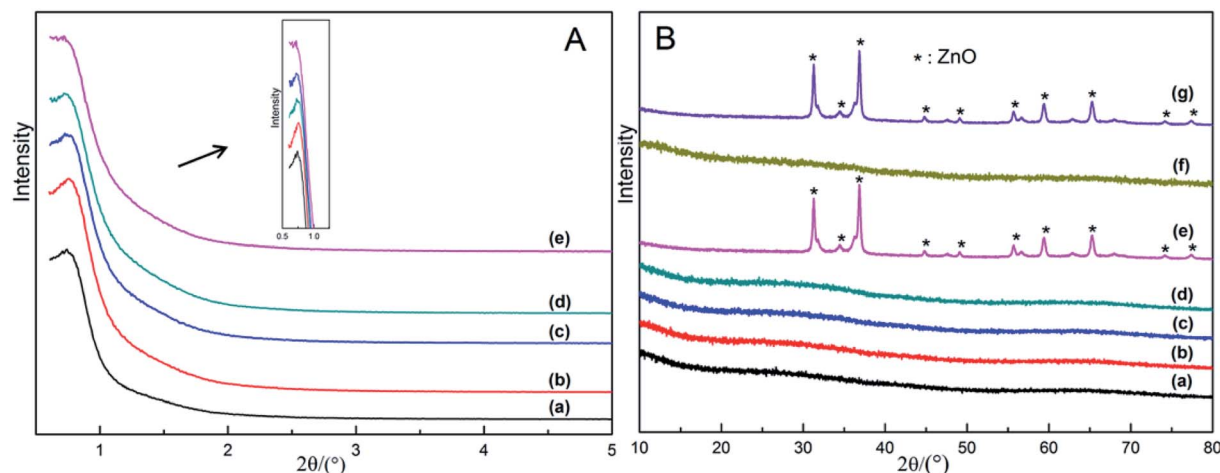 A
Intensity
Intensity
0.5 1.0
(e)
(d)
(c)
(b)
(a)
1 2 3 4 5
2θ/(°)
B
* : ZnO
Intensity
* * * * * * * * * *
(g)
(f)
* * * * * * * * * *
(e)
(d)
(c)
(b)
(a)
10 20 30 40 50 60 70 80
2θ/(°)